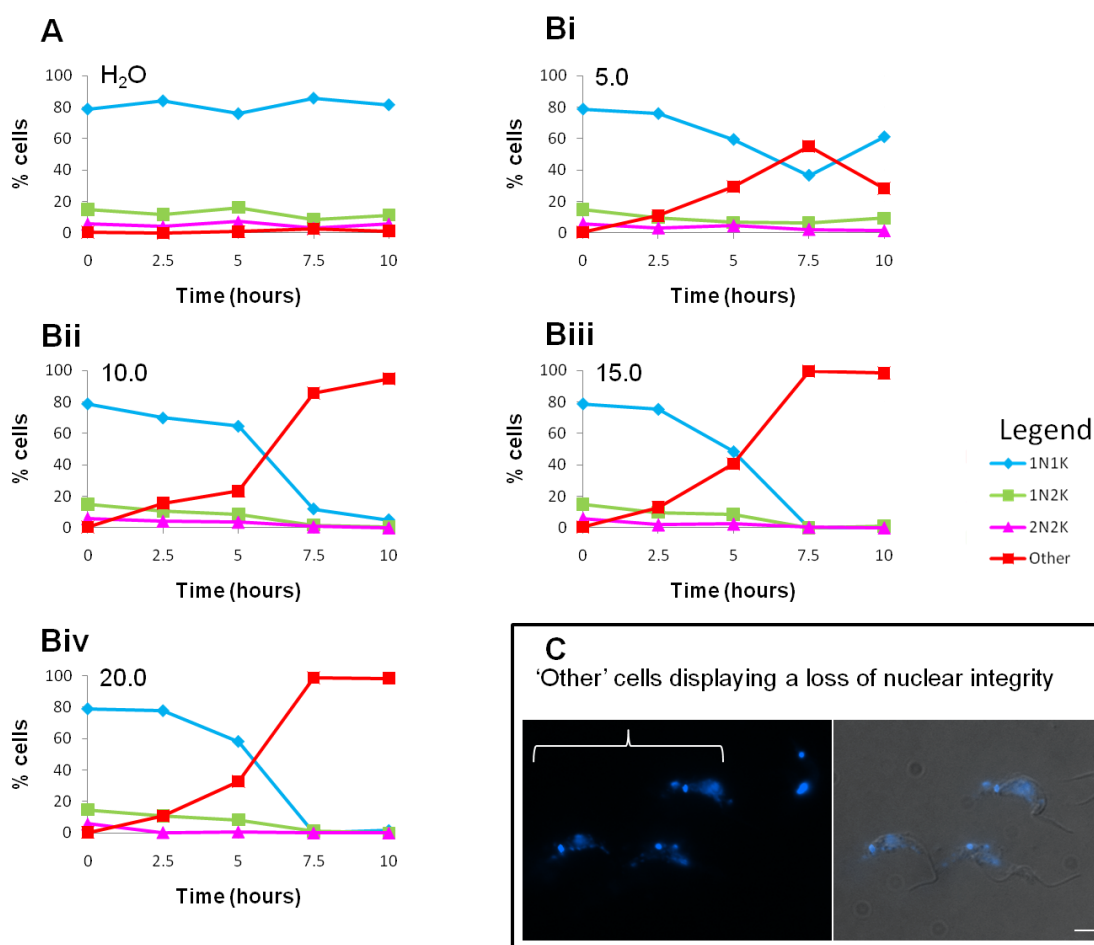 A
H₂O
100
80
60
40
20
0
% cells
0 2.5 5 7.5 10
Time (hours)
Bi
5.0
100
80
60
40
20
0
% cells
0 2.5 5 7.5 10
Time (hours)
Bii
10.0
100
80
60
40
20
0
% cells
0 2.5 5 7.5 10
Time (hours)
Biii
15.0
100
80
60
40
20
0
% cells
0 2.5 5 7.5 10
Time (hours)
Legend
1N1K
1N2K
2N2K
Other
Biv
20.0
100
80
60
40
20
0
% cells
0 2.5 5 7.5 10
Time (hours)
C
‘Other’ cells displaying a loss of nuclear integrity